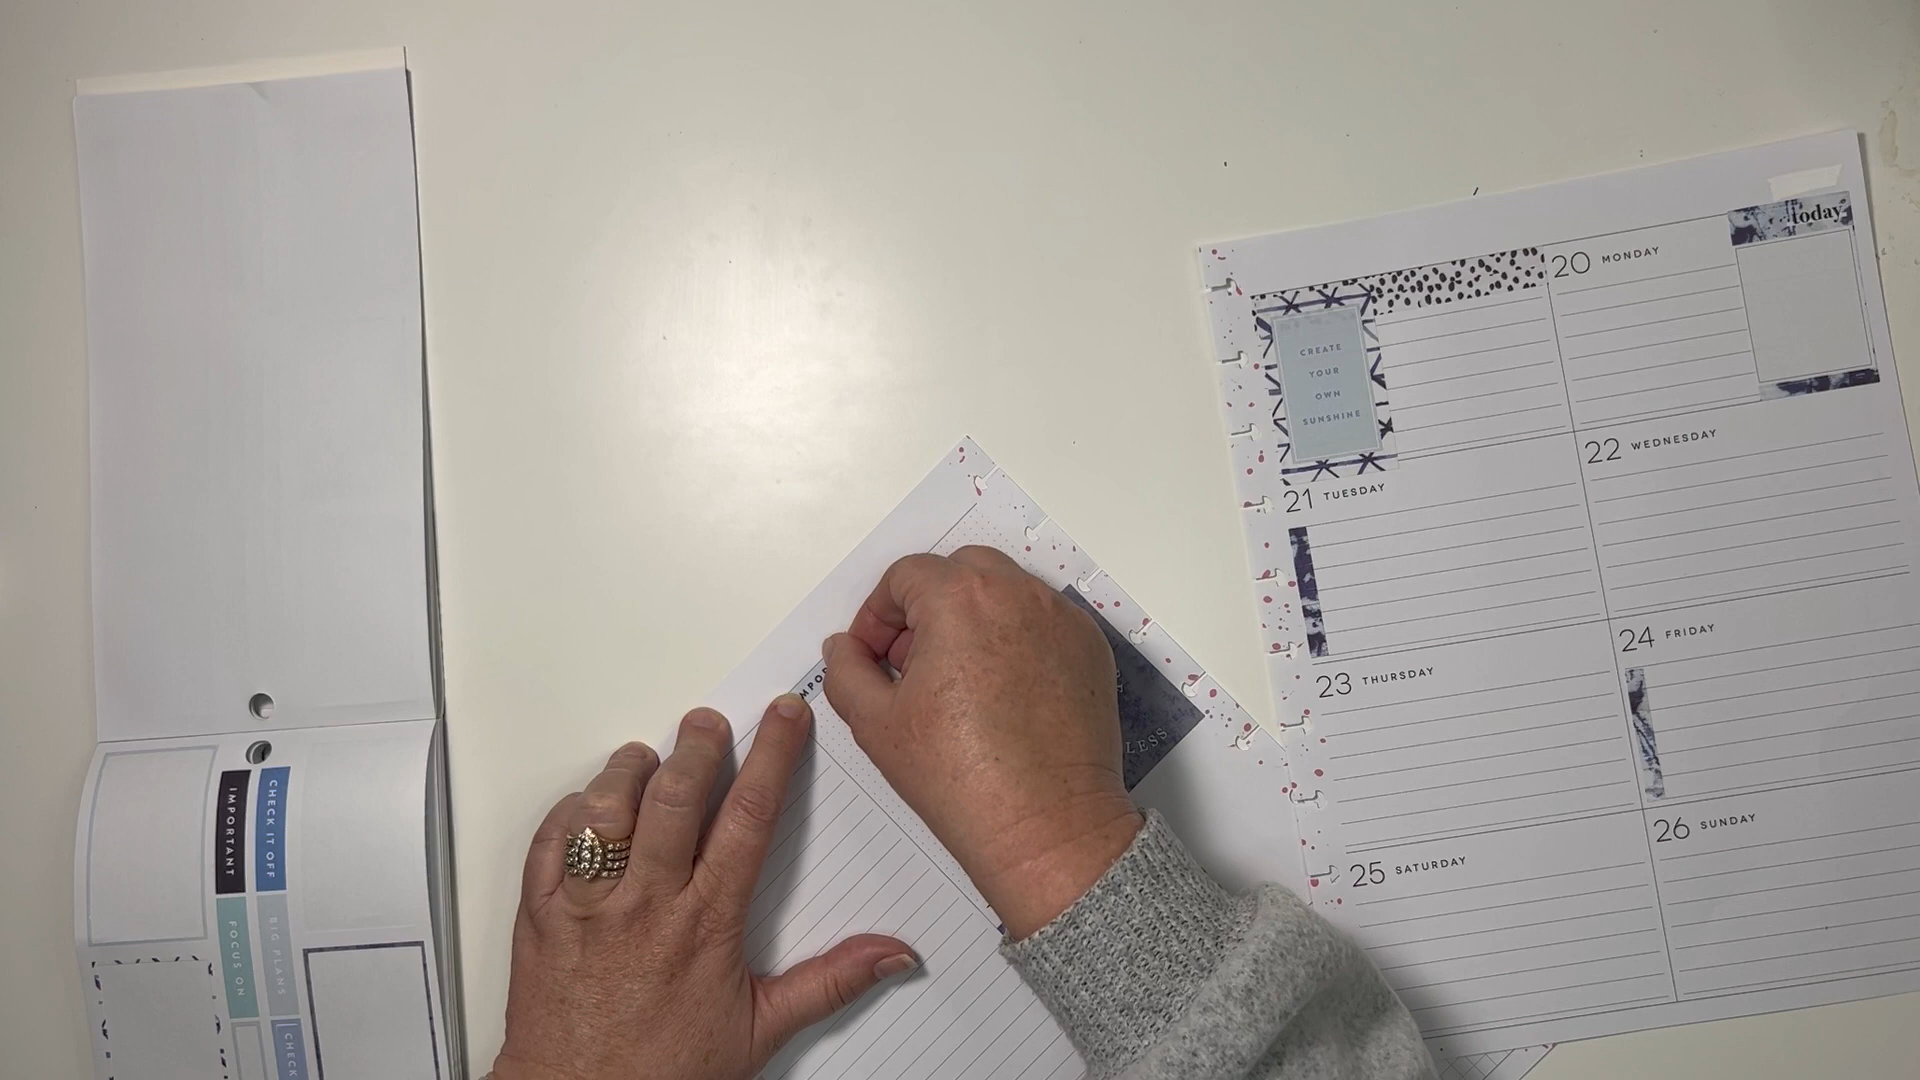 CHECK IT OFF
IMPORTANT
BIG PLANS
FOCUS ON
CHECK
LESS
CREATE
YOUR
OWN
SUNSHINE
today
20 MONDAY
21 TUESDAY
22 WEDNESDAY
23 THURSDAY
24 FRIDAY
25 SATURDAY
26 SUNDAY